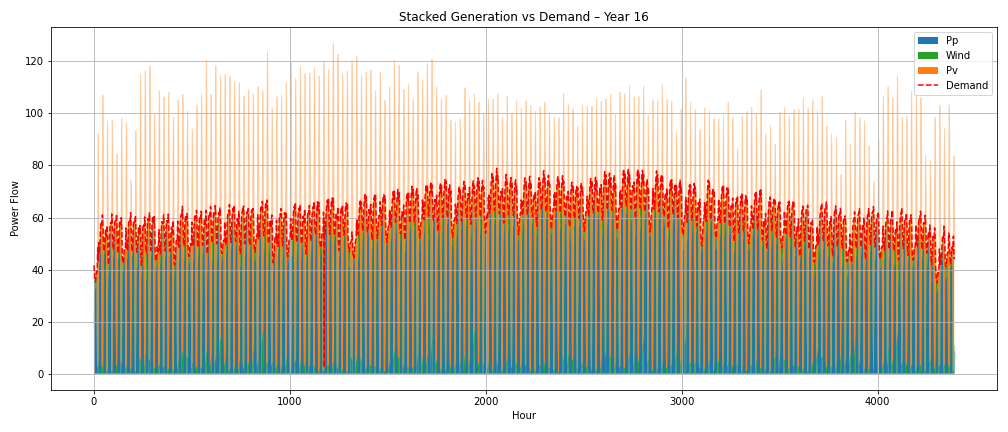 Stacked Generation vs Demand – Year 16
Power Flow
120
100
80
60
40
20
0
Pp
Wind
Pv
Demand
0
1000
2000
3000
4000
Hour